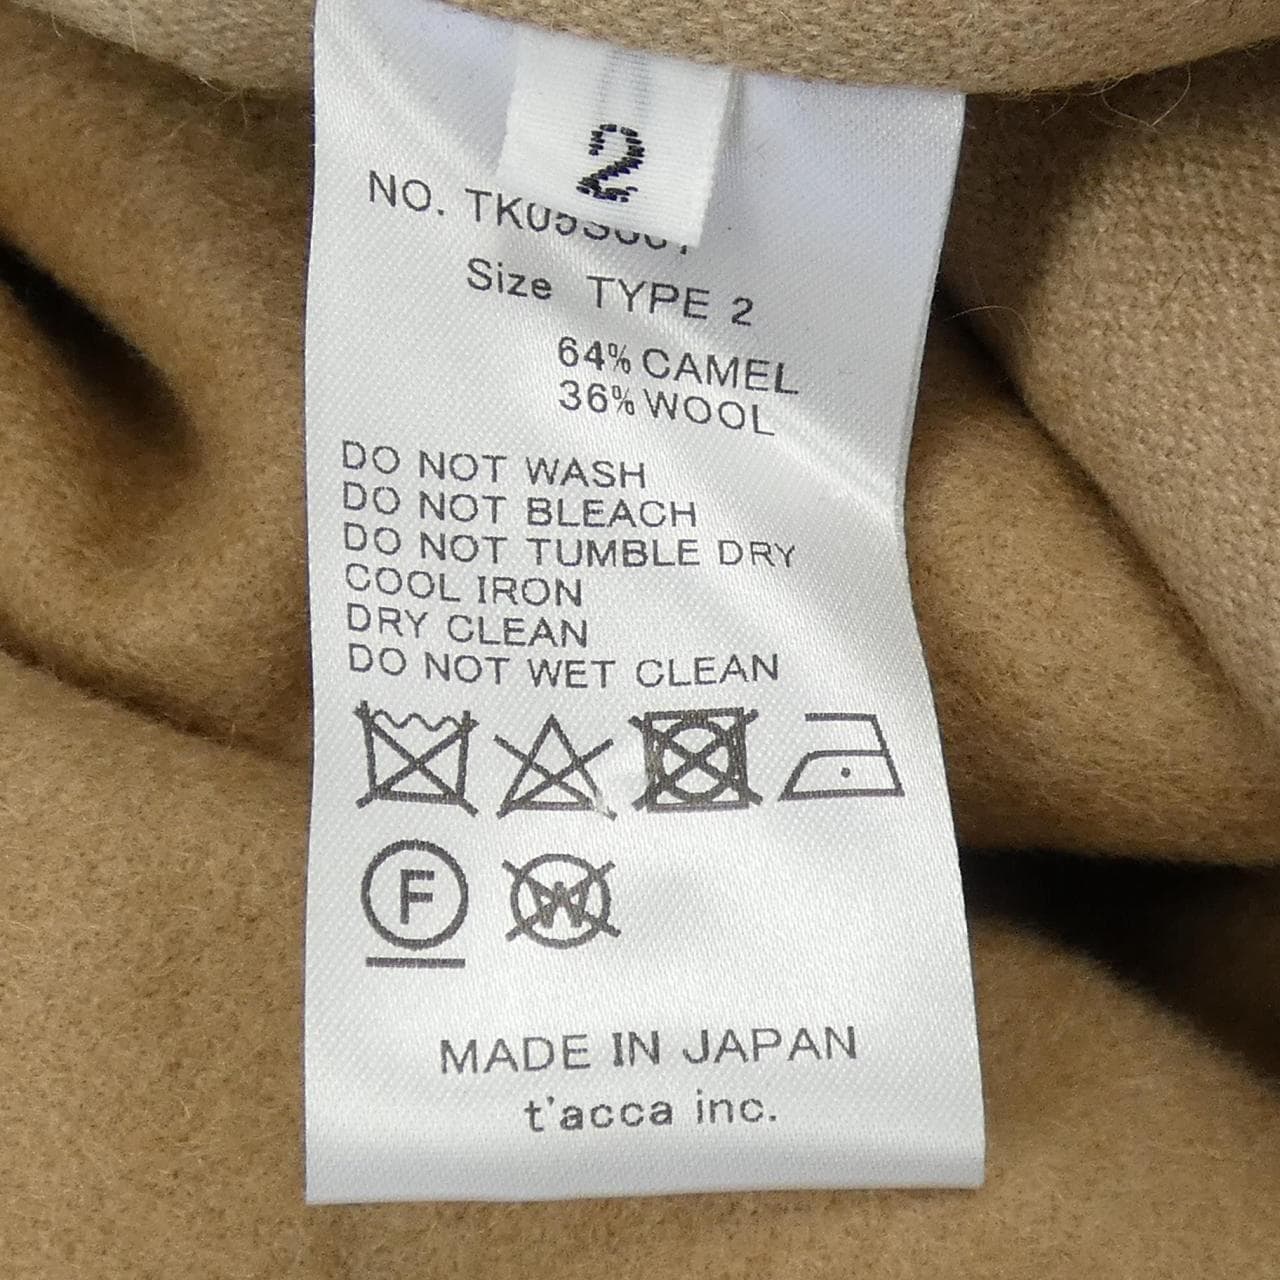 2
NO.
Size TYPE 2
64% CAMEL
36% WOOL
DO NOT WASH
DO NOT BLEACH
DO NOT TUMBLE DRY
COOL IRON
DRY CLEAN
DO NOT WET CLEAN
F W
MADE IN JAPAN
t'acca inc.